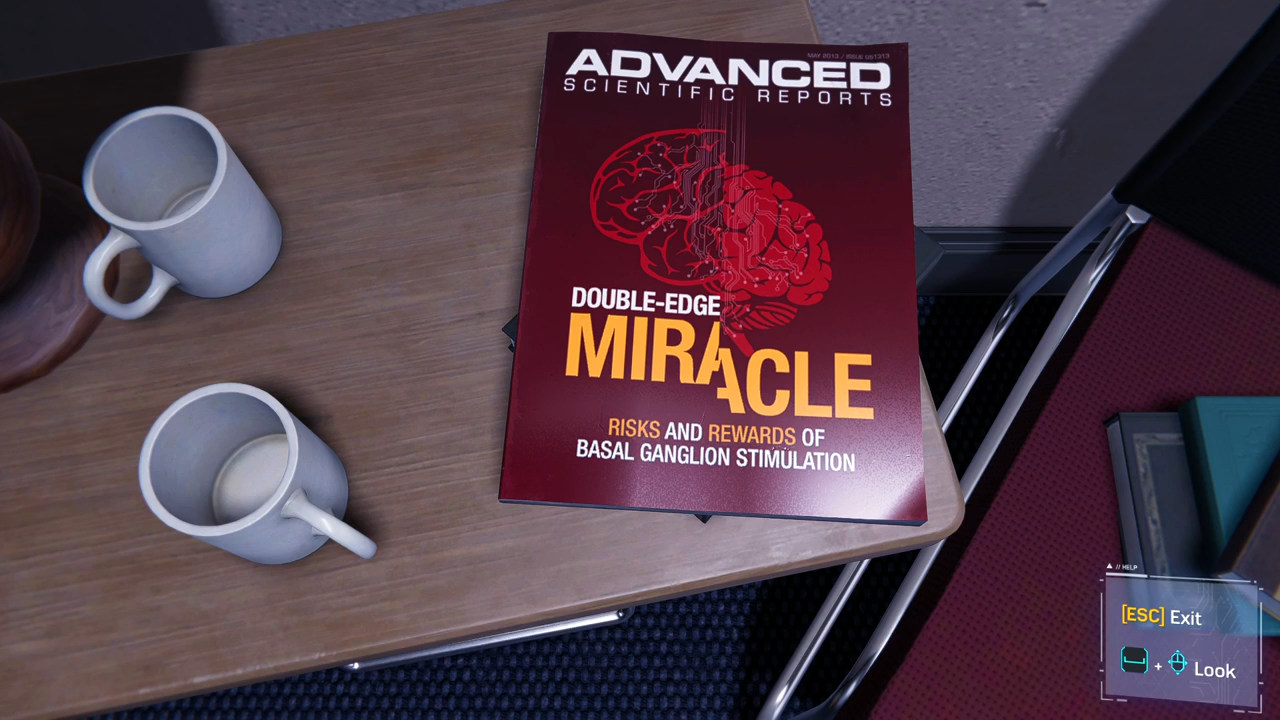 MAY 2013 / ISSUE 051313
ADVANCED
SCIENTIFIC REPORTS
DOUBLE-EDGE
MIRACLE
RISKS AND REWARDS OF
BASAL GANGLION STIMULATION
// HELP
[ESC] Exit
+ Look